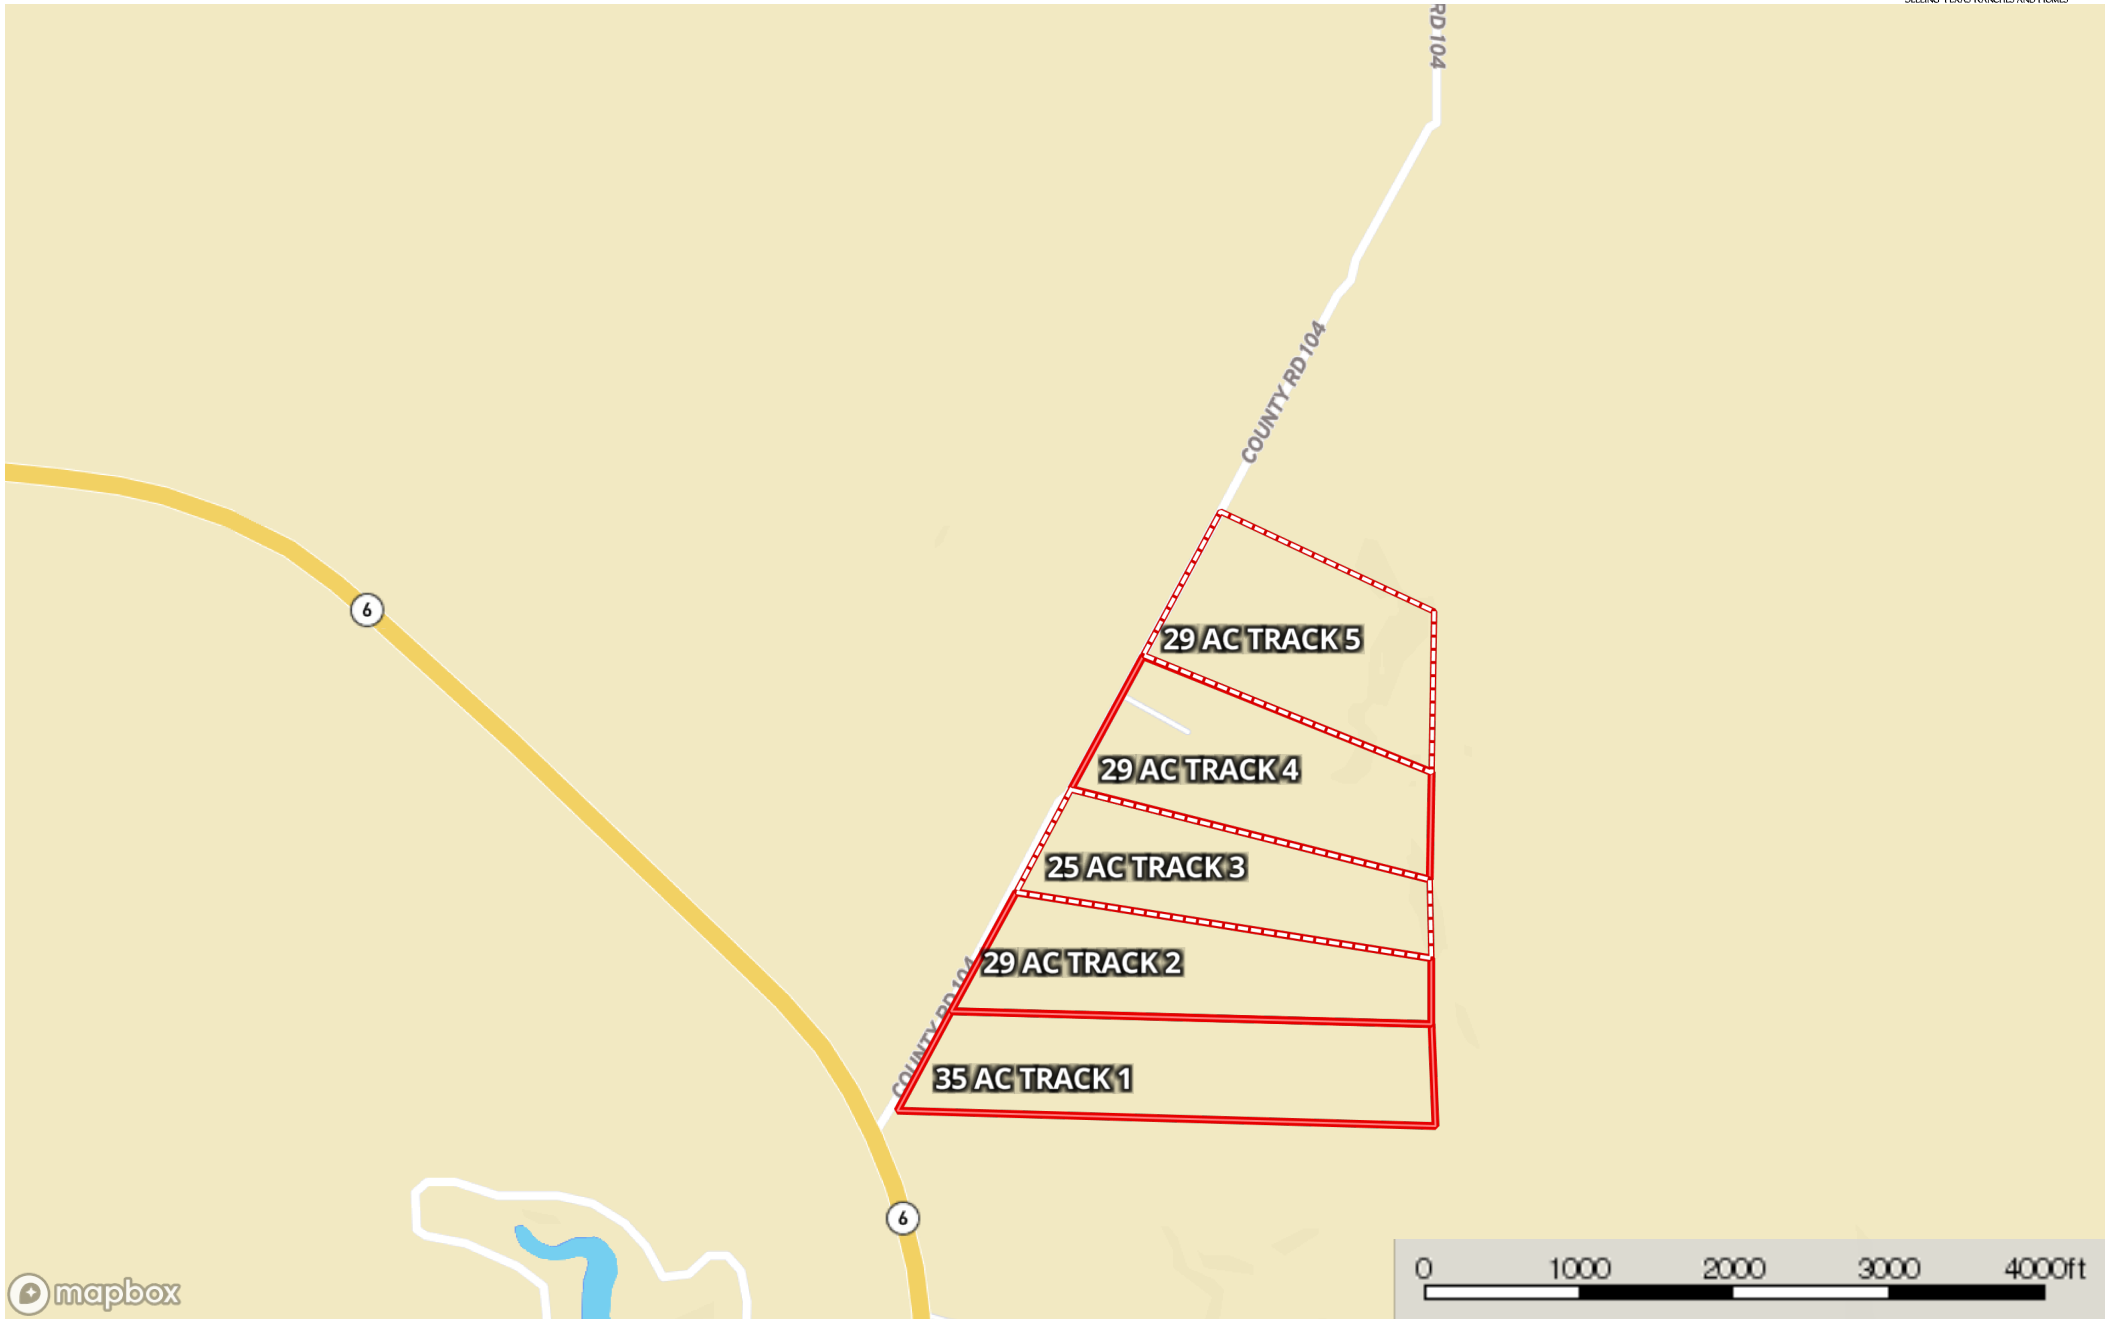 RD 104
COUNTY RD 104
6
29 AC TRACK 5
29 AC TRACK 4
25 AC TRACK 3
29 AC TRACK 2
COUNTY RD 104
35 AC TRACK 1
6
0 1000 2000 3000 4000ft
mapbox